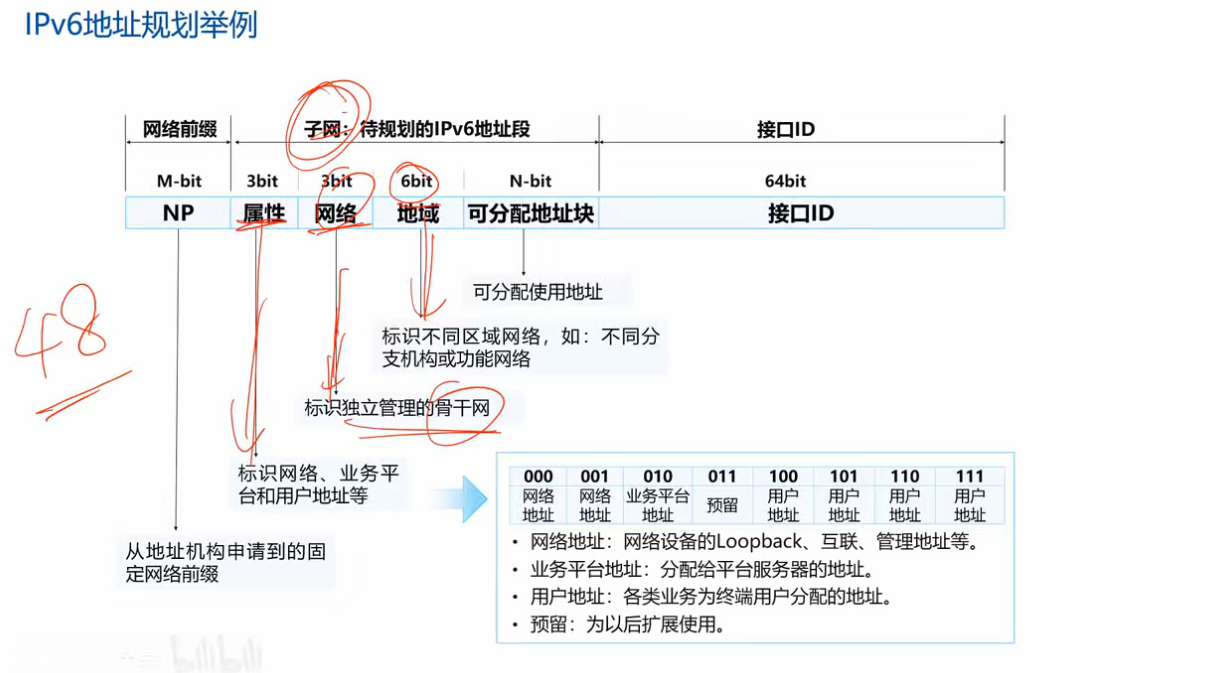 IPv6地址规划举例
网络前缀 子网：待规划的IPv6地址段 接口ID
M-bit 3bit 3bit 6bit N-bit 64bit
NP 属性 网络 地域 可分配地址块 接口ID
可分配使用地址
标识不同区域网络，如：不同分
支机构或功能网络
48
标识独立管理的骨干网
标识网络、业务平
台和用户地址等
从地址机构申请到的固
定网络前缀
000 001 010 011 100 101 110 111
网络 网络 业务平台 预留 用户 用户 用户 用户
地址 地址 地址 地址 地址 地址 地址
• 网络地址：网络设备的Loopback、互联、管理地址等。
• 业务平台地址：分配给平台服务器的地址。
• 用户地址：各类业务为终端用户分配的地址。
• 预留：为以后扩展使用。